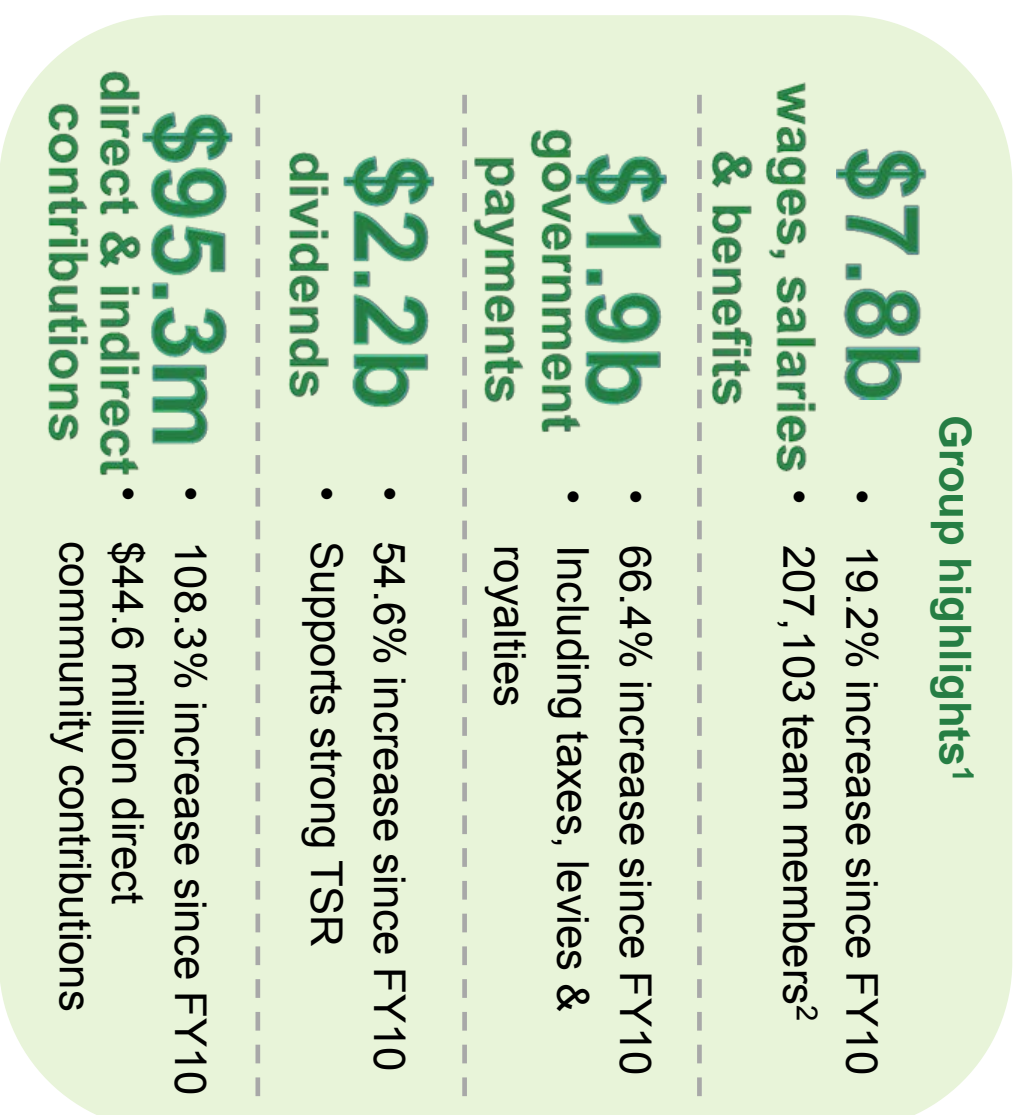 Group highlights¹
$7.8b
wages, salaries
& benefits
• 19.2% increase since FY10
• 207,103 team members²
$1.9b
government
payments
• 66.4% increase since FY10
• Including taxes, levies &
royalties
$2.2b
dividends
• 54.6% increase since FY10
• Supports strong TSR
$95.3m
direct & indirect
contributions
• 108.3% increase since FY10
• $44.6 million direct
community contributions